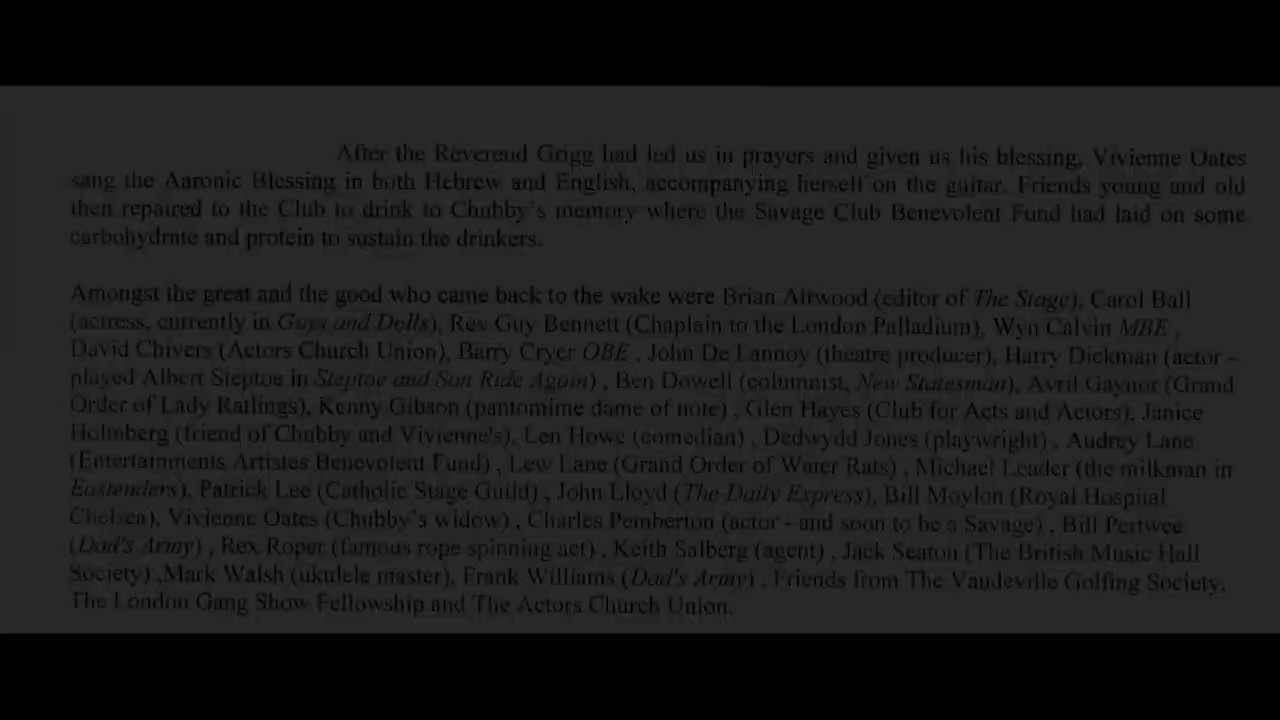 After the Reverend Grigg had led us in prayers and given us his blessing, Vivienne Oates
sang the Aaronic Blessing in both Hebrew and English, accompanying herself on the guitar. Friends young and old
then repaired to the Club to drink to Chubby's memory where the Savage Club Benevolent Fund had laid on some
carbohydrate and protein to sustain the drinkers.
Amongst the great and the good who came back to the wake were Brian Attwood (editor of The Stage), Carol Ball
(actress, currently in Guys and Dolls), Rev Guy Bennett (Chaplain to the London Palladium), Wyn Calvin MBE ,
David Chivers (Actors Church Union), Barry Cryer OBE , John De Lannoy (theatre producer), Harry Dickman (actor -
played Albert Steptoe in Steptoe and Son Ride Again) , Ben Dowell (columnist, New Statesman), Avril Gaynor (Grand
Order of Lady Ratlings), Kenny Gibson (pantomime dame of note) , Glen Hayes (Club for Acts and Actors), Janice
Holmberg (friend of Chubby and Vivienne's), Len Howe (comedian) , Dedwydd Jones (playwright) , Audrey Lane
(Entertainments Artistes Benevolent Fund) , Lew Lane (Grand Order of Water Rats) , Michael Leader (the milkman in
Eastenders), Patrick Lee (Catholic Stage Guild) , John Lloyd (The Daily Express), Bill Moylon (Royal Hospital
Chelsea), Vivienne Oates (Chubby's widow) , Charles Pemberton (actor - and soon to be a Savage) , Bill Pertwee
(Dad's Army) , Rex Roper (famous rope spinning act) , Keith Salberg (agent) , Jack Seaton (The British Music Hall
Society) ,Mark Walsh (ukulele master), Frank Williams (Dad's Army) , Friends from The Vaudeville Golfing Society,
The London Gang Show Fellowship and The Actors Church Union.